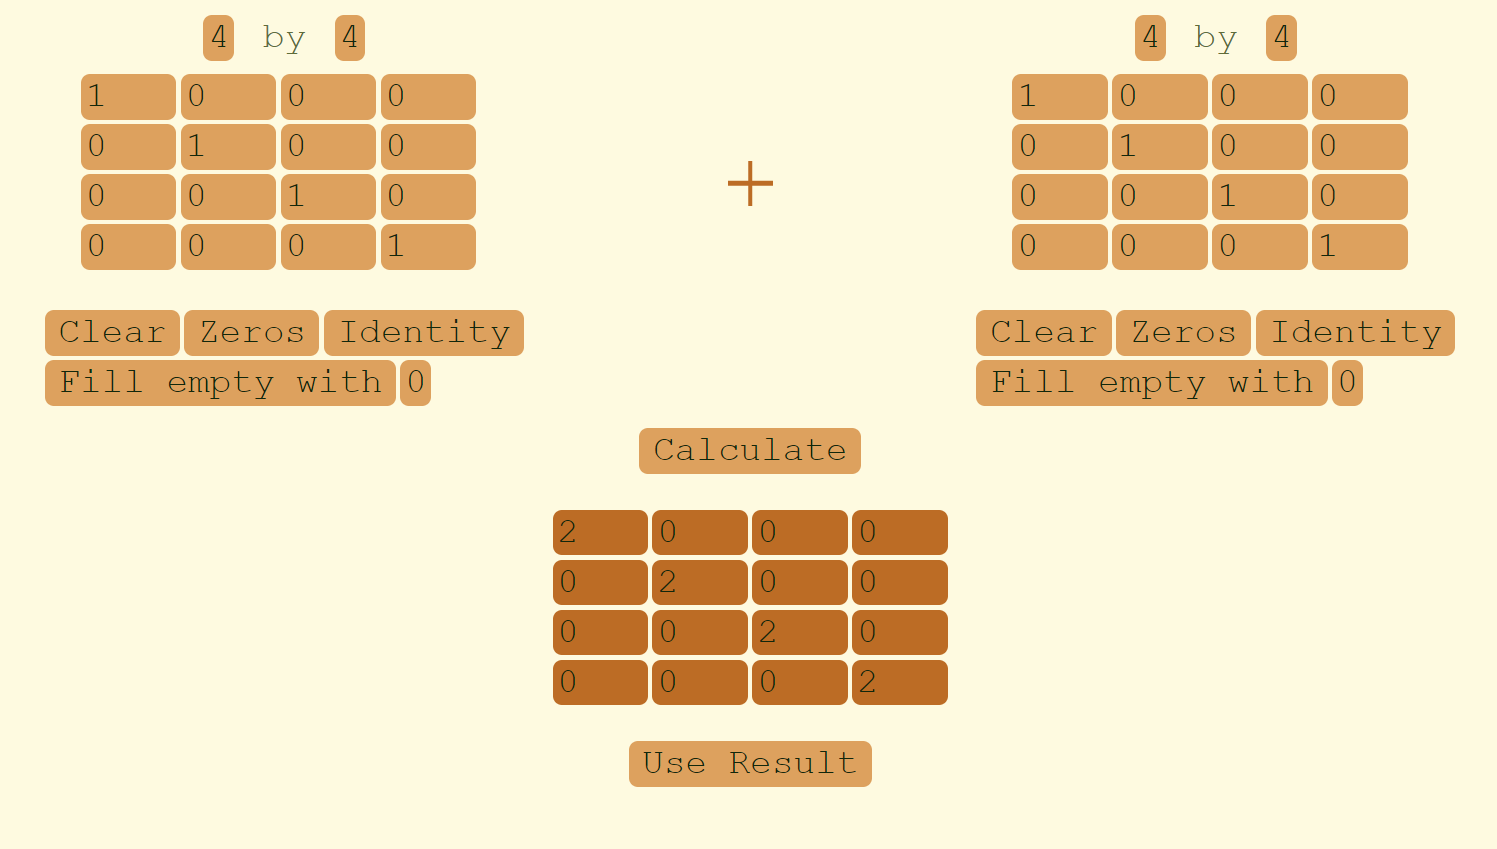 4 by 4
1 0 0 0
0 1 0 0
0 0 1 0
0 0 0 1
Clear Zeros Identity
Fill empty with 0
+
4 by 4
1 0 0 0
0 1 0 0
0 0 1 0
0 0 0 1
Clear Zeros Identity
Fill empty with 0
Calculate
2 0 0 0
0 2 0 0
0 0 2 0
0 0 0 2
Use Result